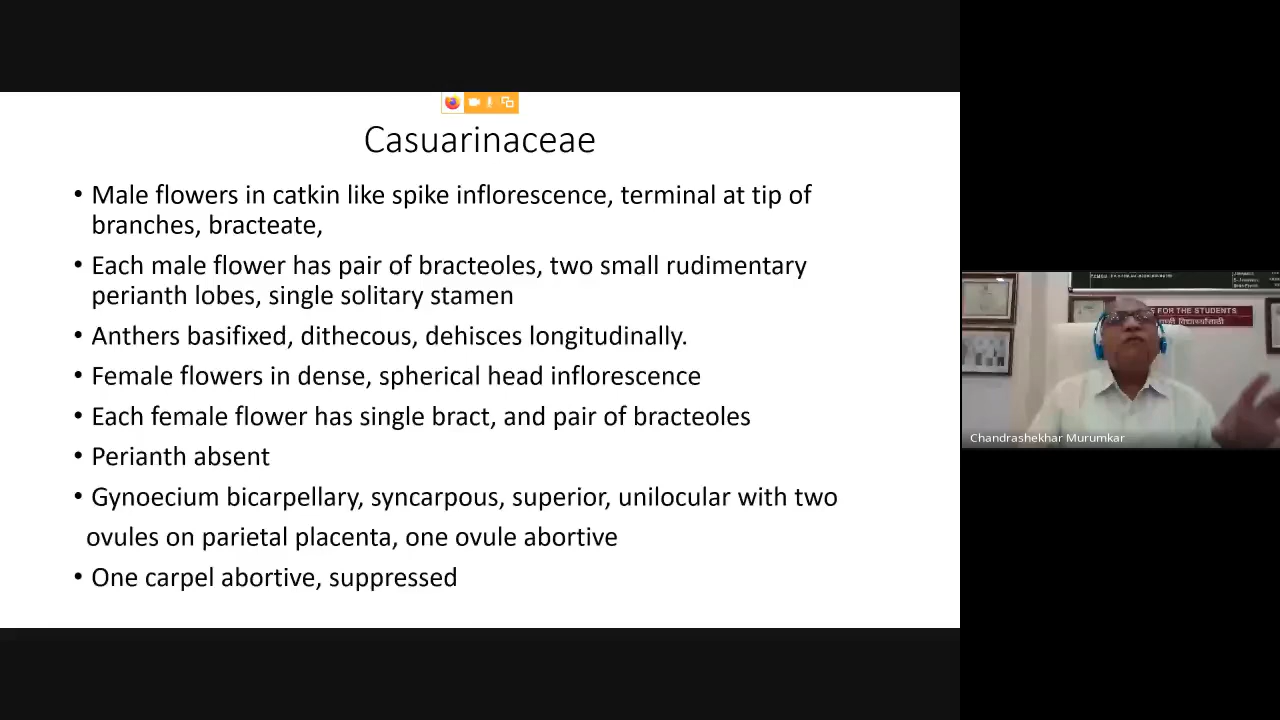 Casuarinaceae
• Male flowers in catkin like spike inflorescence, terminal at tip of
branches, bracteate,
• Each male flower has pair of bracteoles, two small rudimentary
perianth lobes, single solitary stamen
• Anthers basifixed, dithecous, dehisces longitudinally.
• Female flowers in dense, spherical head inflorescence
• Each female flower has single bract, and pair of bracteoles
• Perianth absent
• Gynoecium bicarpellary, syncarpous, superior, unilocular with two
ovules on parietal placenta, one ovule abortive
• One carpel abortive, suppressed
S FOR THE STUDENTS
Chandrashekhar Murumkar